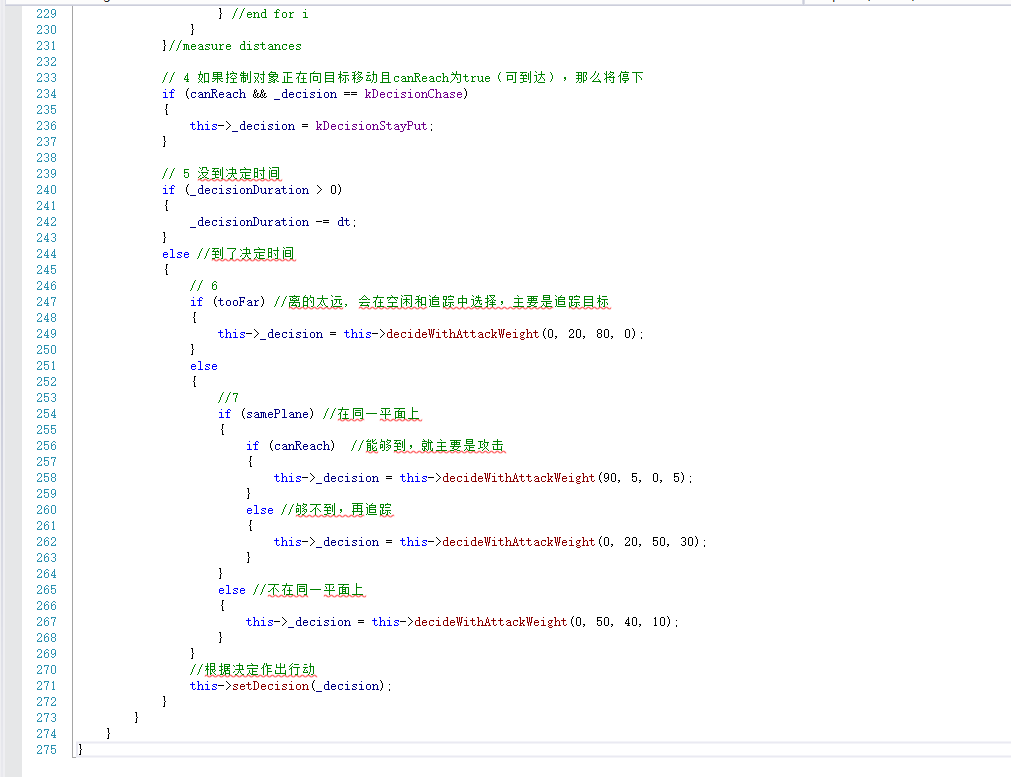 229 } //end for i
230 }
231 }//measure distances
232
233 // 4 如果控制对象正在向目标移动且canReach为true（可到达），那么将停下
234 if (canReach && _decision == kDecisionChase)
235 {
236 this->_decision = kDecisionStayPut;
237 }
238
239 // 5 没到决定时间
240 if (_decisionDuration > 0)
241 {
242 _decisionDuration -= dt;
243 }
244 else //到了决定时间
245 {
246 // 6
247 if (tooFar) //离的太远, 会在空闲和追踪中选择，主要是追踪目标
248 {
249 this->_decision = this->decideWithAttackWeight(0, 20, 80, 0);
250 }
251 else
252 {
253 //7
254 if (samePlane) //在同一平面上
255 {
256 if (canReach) //能够到，就主要是攻击
257 {
258 this->_decision = this->decideWithAttackWeight(90, 5, 0, 5);
259 }
260 else //够不到，再追踪
261 {
262 this->_decision = this->decideWithAttackWeight(0, 20, 50, 30);
263 }
264 }
265 else //不在同一平面上
266 {
267 this->_decision = this->decideWithAttackWeight(0, 50, 40, 10);
268 }
269 }
270 //根据决定作出行动
271 this->setDecision(_decision);
272 }
273 }
274 }
275 }